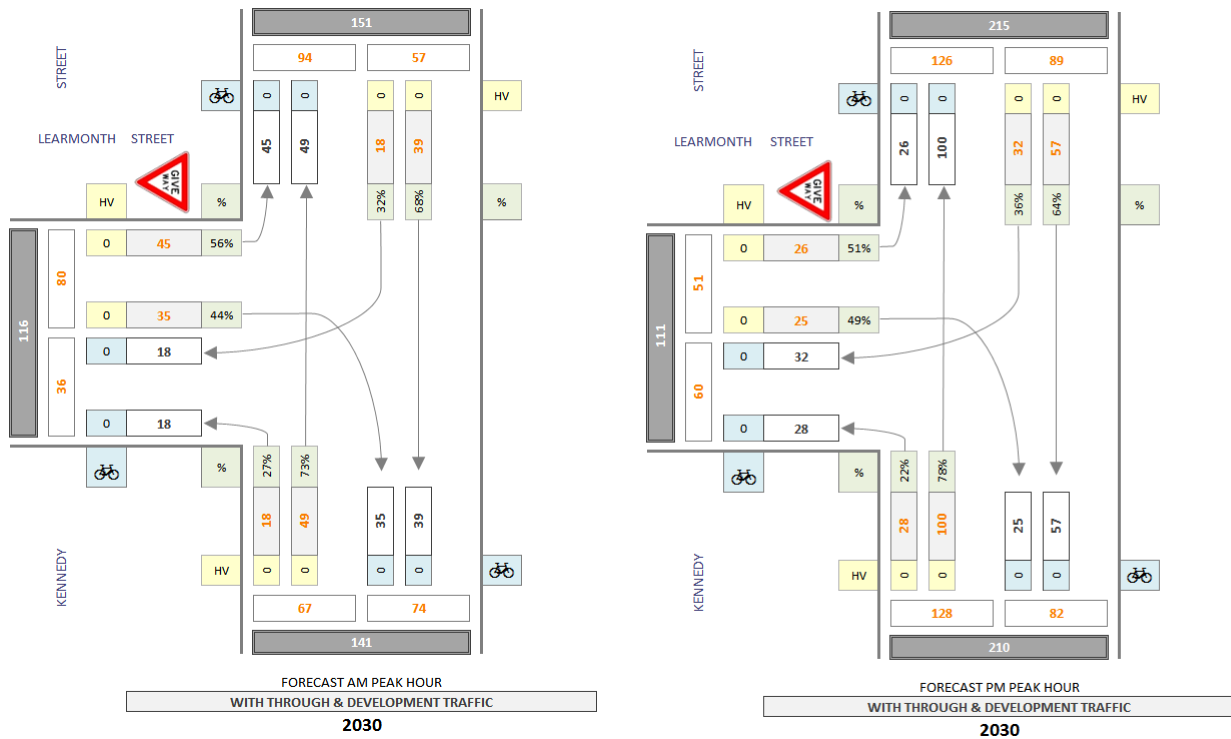 151
94 57
0 0 0 0
HV
45 49 18 39
STREET
LEARMONTH STREET
GIVE WAY
HV % 32% 68% %
0 45 56%
80
0 35 44%
116
0 18
36
0 18
27% 73%
%
18 49 35 39
KENNEDY
HV 0 0 0 0
67 74
141
FORECAST AM PEAK HOUR
WITH THROUGH & DEVELOPMENT TRAFFIC
2030
215
126 89
0 0 0 0
HV
26 100 32 57
STREET
LEARMONTH STREET
GIVE WAY
HV % 36% 64% %
0 26 51%
51
0 25 49%
111
0 32
60
0 28
22% 78%
%
28 100 25 57
KENNEDY
HV 0 0 0 0
128 82
210
FORECAST PM PEAK HOUR
WITH THROUGH & DEVELOPMENT TRAFFIC
2030